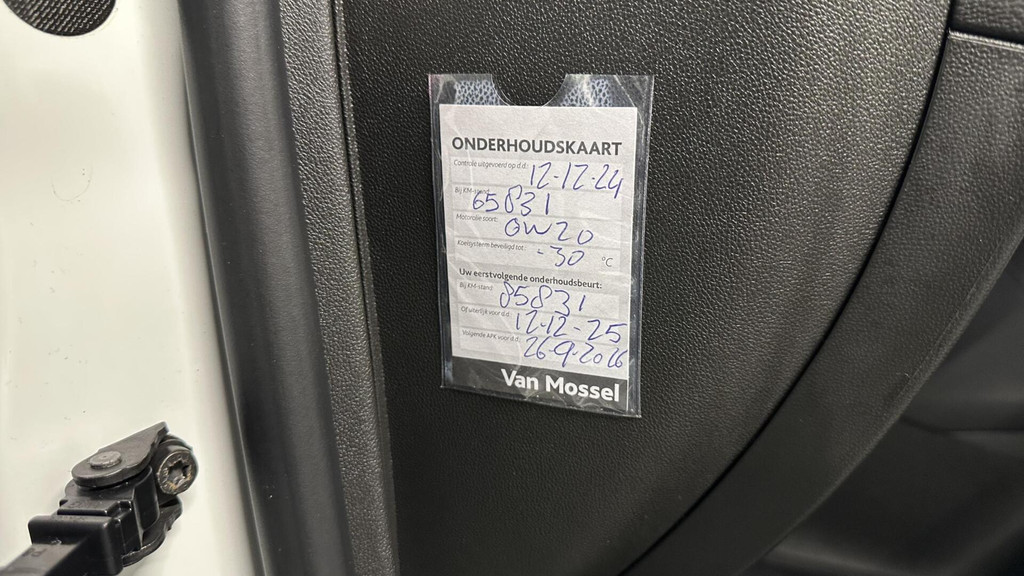 ONDERHOUDSKAART
Controle uitgevoerd op d.d.: 12-12-24
Bij KM-stand: 65831
Motorolie soort: 0W20
Koelsysteem beveiligd tot: -30 °C
Uw eerstvolgende onderhoudsbeurt:
Bij KM-stand: 85831
Of uiterlijk voor d.d.: 12-12-25
Volgende APK voor d.d.: 26-9-2026
Van Mossel